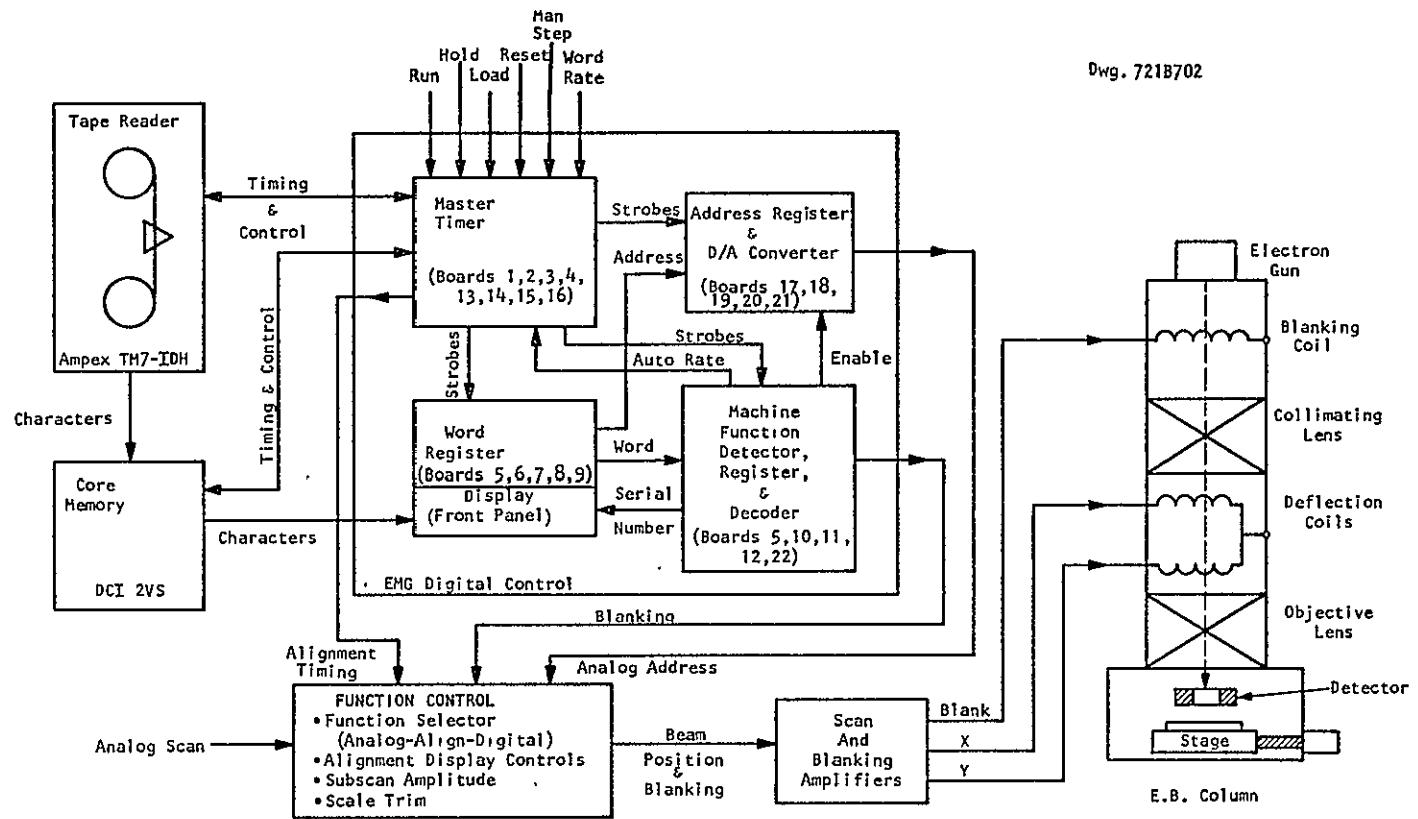 Dwg. 721B702
Man
Step
Hold
Reset
Word
Rate
Run
Load
Tape Reader
Ampex TM7-IDH
Timing
&
Control
Master
Timer
(Boards 1,2,3,4,
13,14,15,16)
Strobes
Address
Address Register
&
D/A Converter
(Boards 17,18,
19,20,21)
Strobes
Auto Rate
Enable
Strobes
Timing & Control
Characters
Word
Register
(Boards 5,6,7,8,9)
Display
(Front Panel)
Word
Serial
Number
Machine
Function
Detector,
Register,
&
Decoder
(Boards 5,10,11,
12,22)
Core
Memory
DCI 2VS
Characters
EMG Digital Control
Blanking
Alignment
Timing
Analog Address
FUNCTION CONTROL
• Function Selector
(Analog-Align-Digital)
• Alignment Display Controls
• Subscan Amplitude
• Scale Trim
Analog Scan
Beam
Position
&
Blanking
Scan
And
Blanking
Amplifiers
Blank
X
Y
Electron
Gun
Blanking
Coil
Collimating
Lens
Deflection
Coils
Objective
Lens
Detector
Stage
E.B. Column